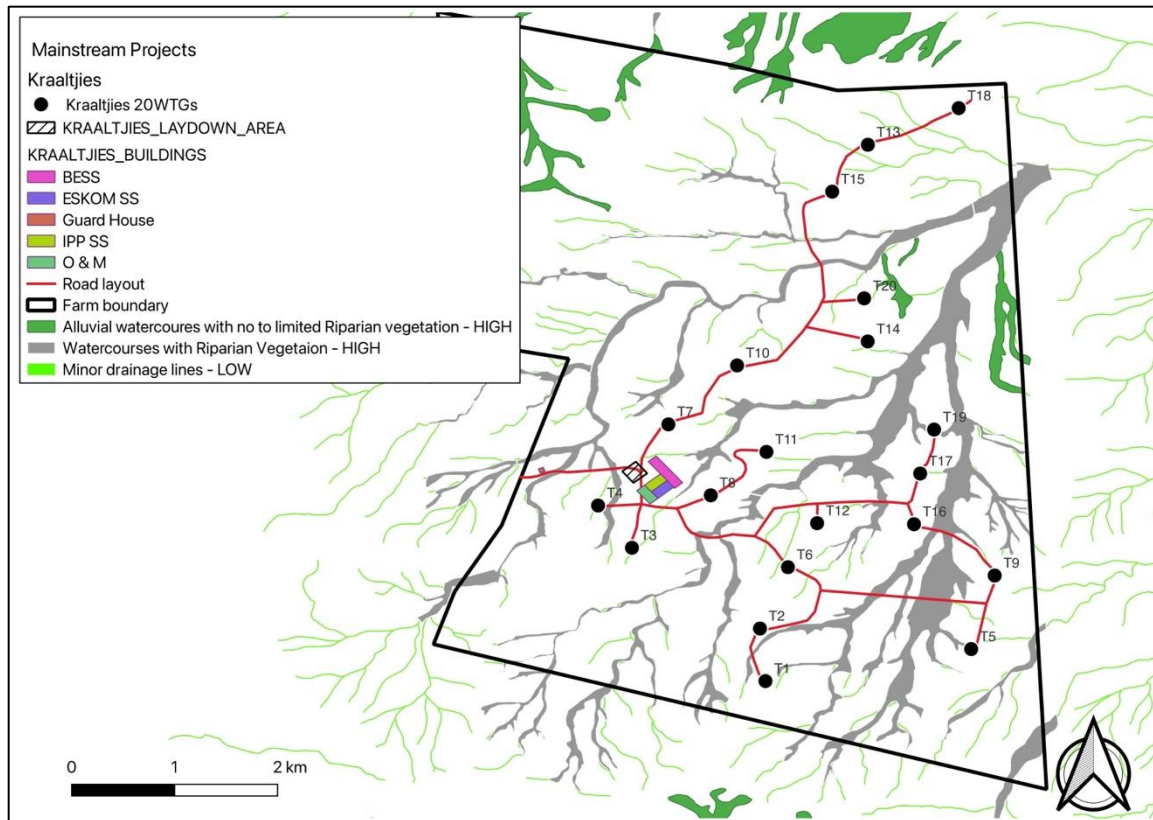 Mainstream Projects
Kraaltjies
Kraaltjies 20WTGs
KRAALTJIES_LAYDOWN_AREA
KRAALTJIES_BUILDINGS
BESS
ESKOM SS
Guard House
IPP SS
O & M
Road layout
Farm boundary
Alluvial watercoures with no to limited Riparian vegetation - HIGH
Watercourses with Riparian Vegetaion - HIGH
Minor drainage lines - LOW
T18
T13
T15
T20
T14
T10
T7
T19
T11
T17
T8
T4
T12
T16
T3
T6
T9
T2
T5
T1
0 1 2 km